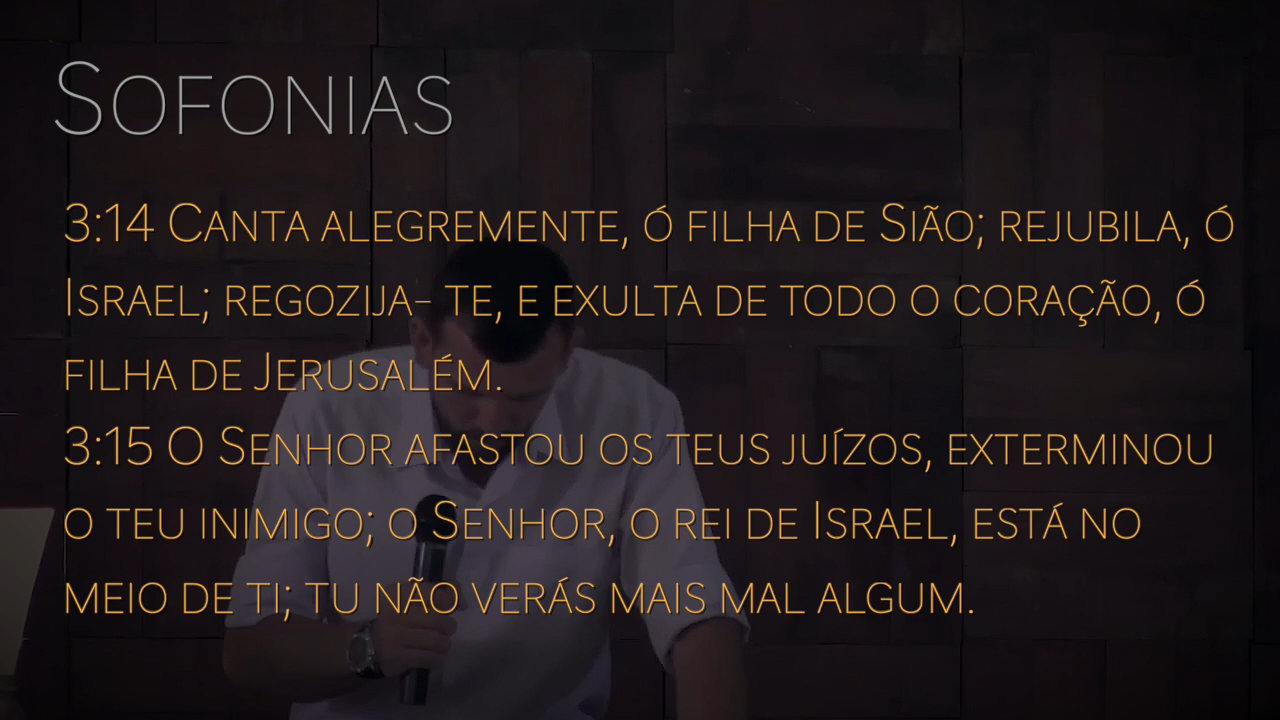 Sofonias
3:14 Canta alegremente, ó filha de Sião; rejubila, ó
Israel; regozija- te, e exulta de todo o coração, ó
filha de Jerusalém.
3:15 O Senhor afastou os teus juízos, exterminou
o teu inimigo; o Senhor, o rei de Israel, está no
meio de ti; tu não verás mais mal algum.